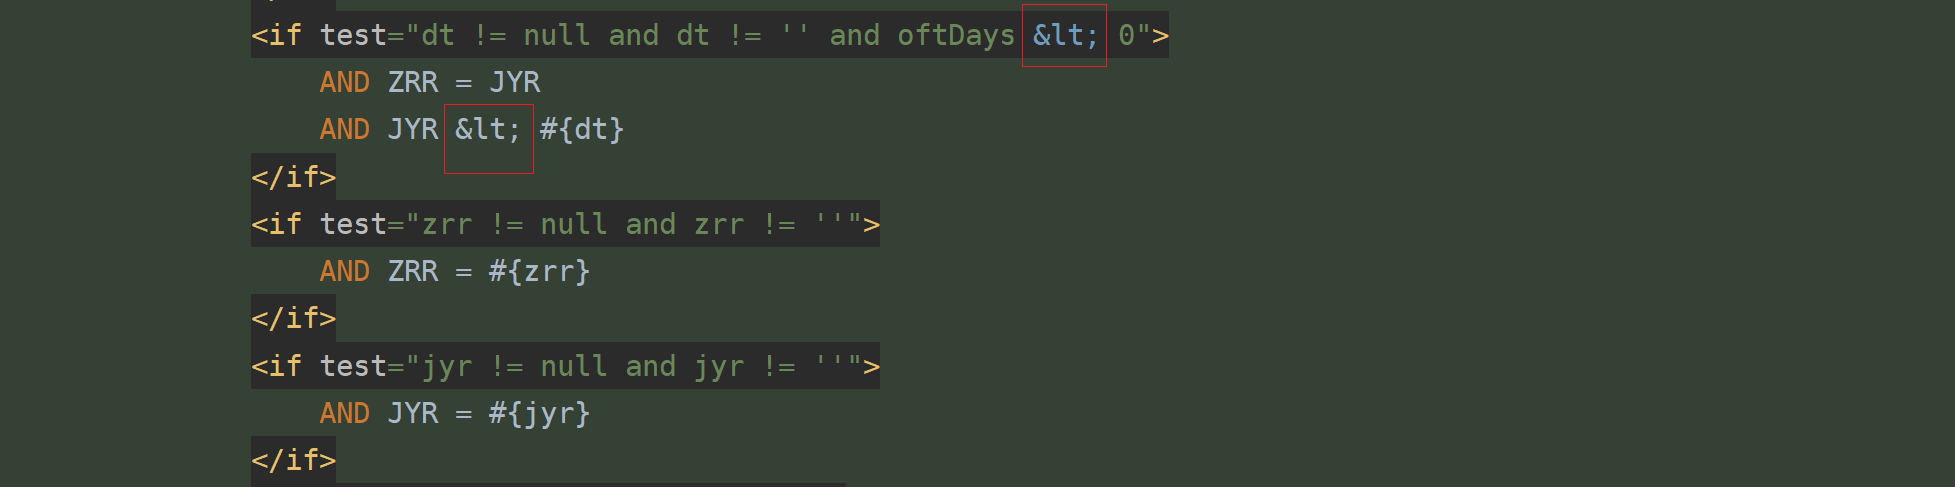 <if test="dt != null and dt != '' and oftDays &lt; 0">
AND ZRR = JYR
AND JYR &lt; #{dt}
</if>
<if test="zrr != null and zrr != ''">
AND ZRR = #{zrr}
</if>
<if test="jyr != null and jyr != ''">
AND JYR = #{jyr}
</if>